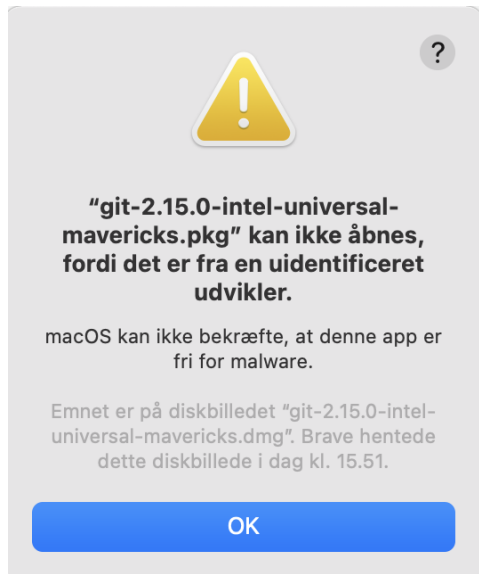 ?
“git-2.15.0-intel-universal-
mavericks.pkg” kan ikke åbnes,
fordi det er fra en uidentificeret
udvikler.
macOS kan ikke bekræfte, at denne app er
fri for malware.
Emnet er på diskbilledet “git-2.15.0-intel-
universal-mavericks.dmg”. Brave hentede
dette diskbillede i dag kl. 15.51.
OK